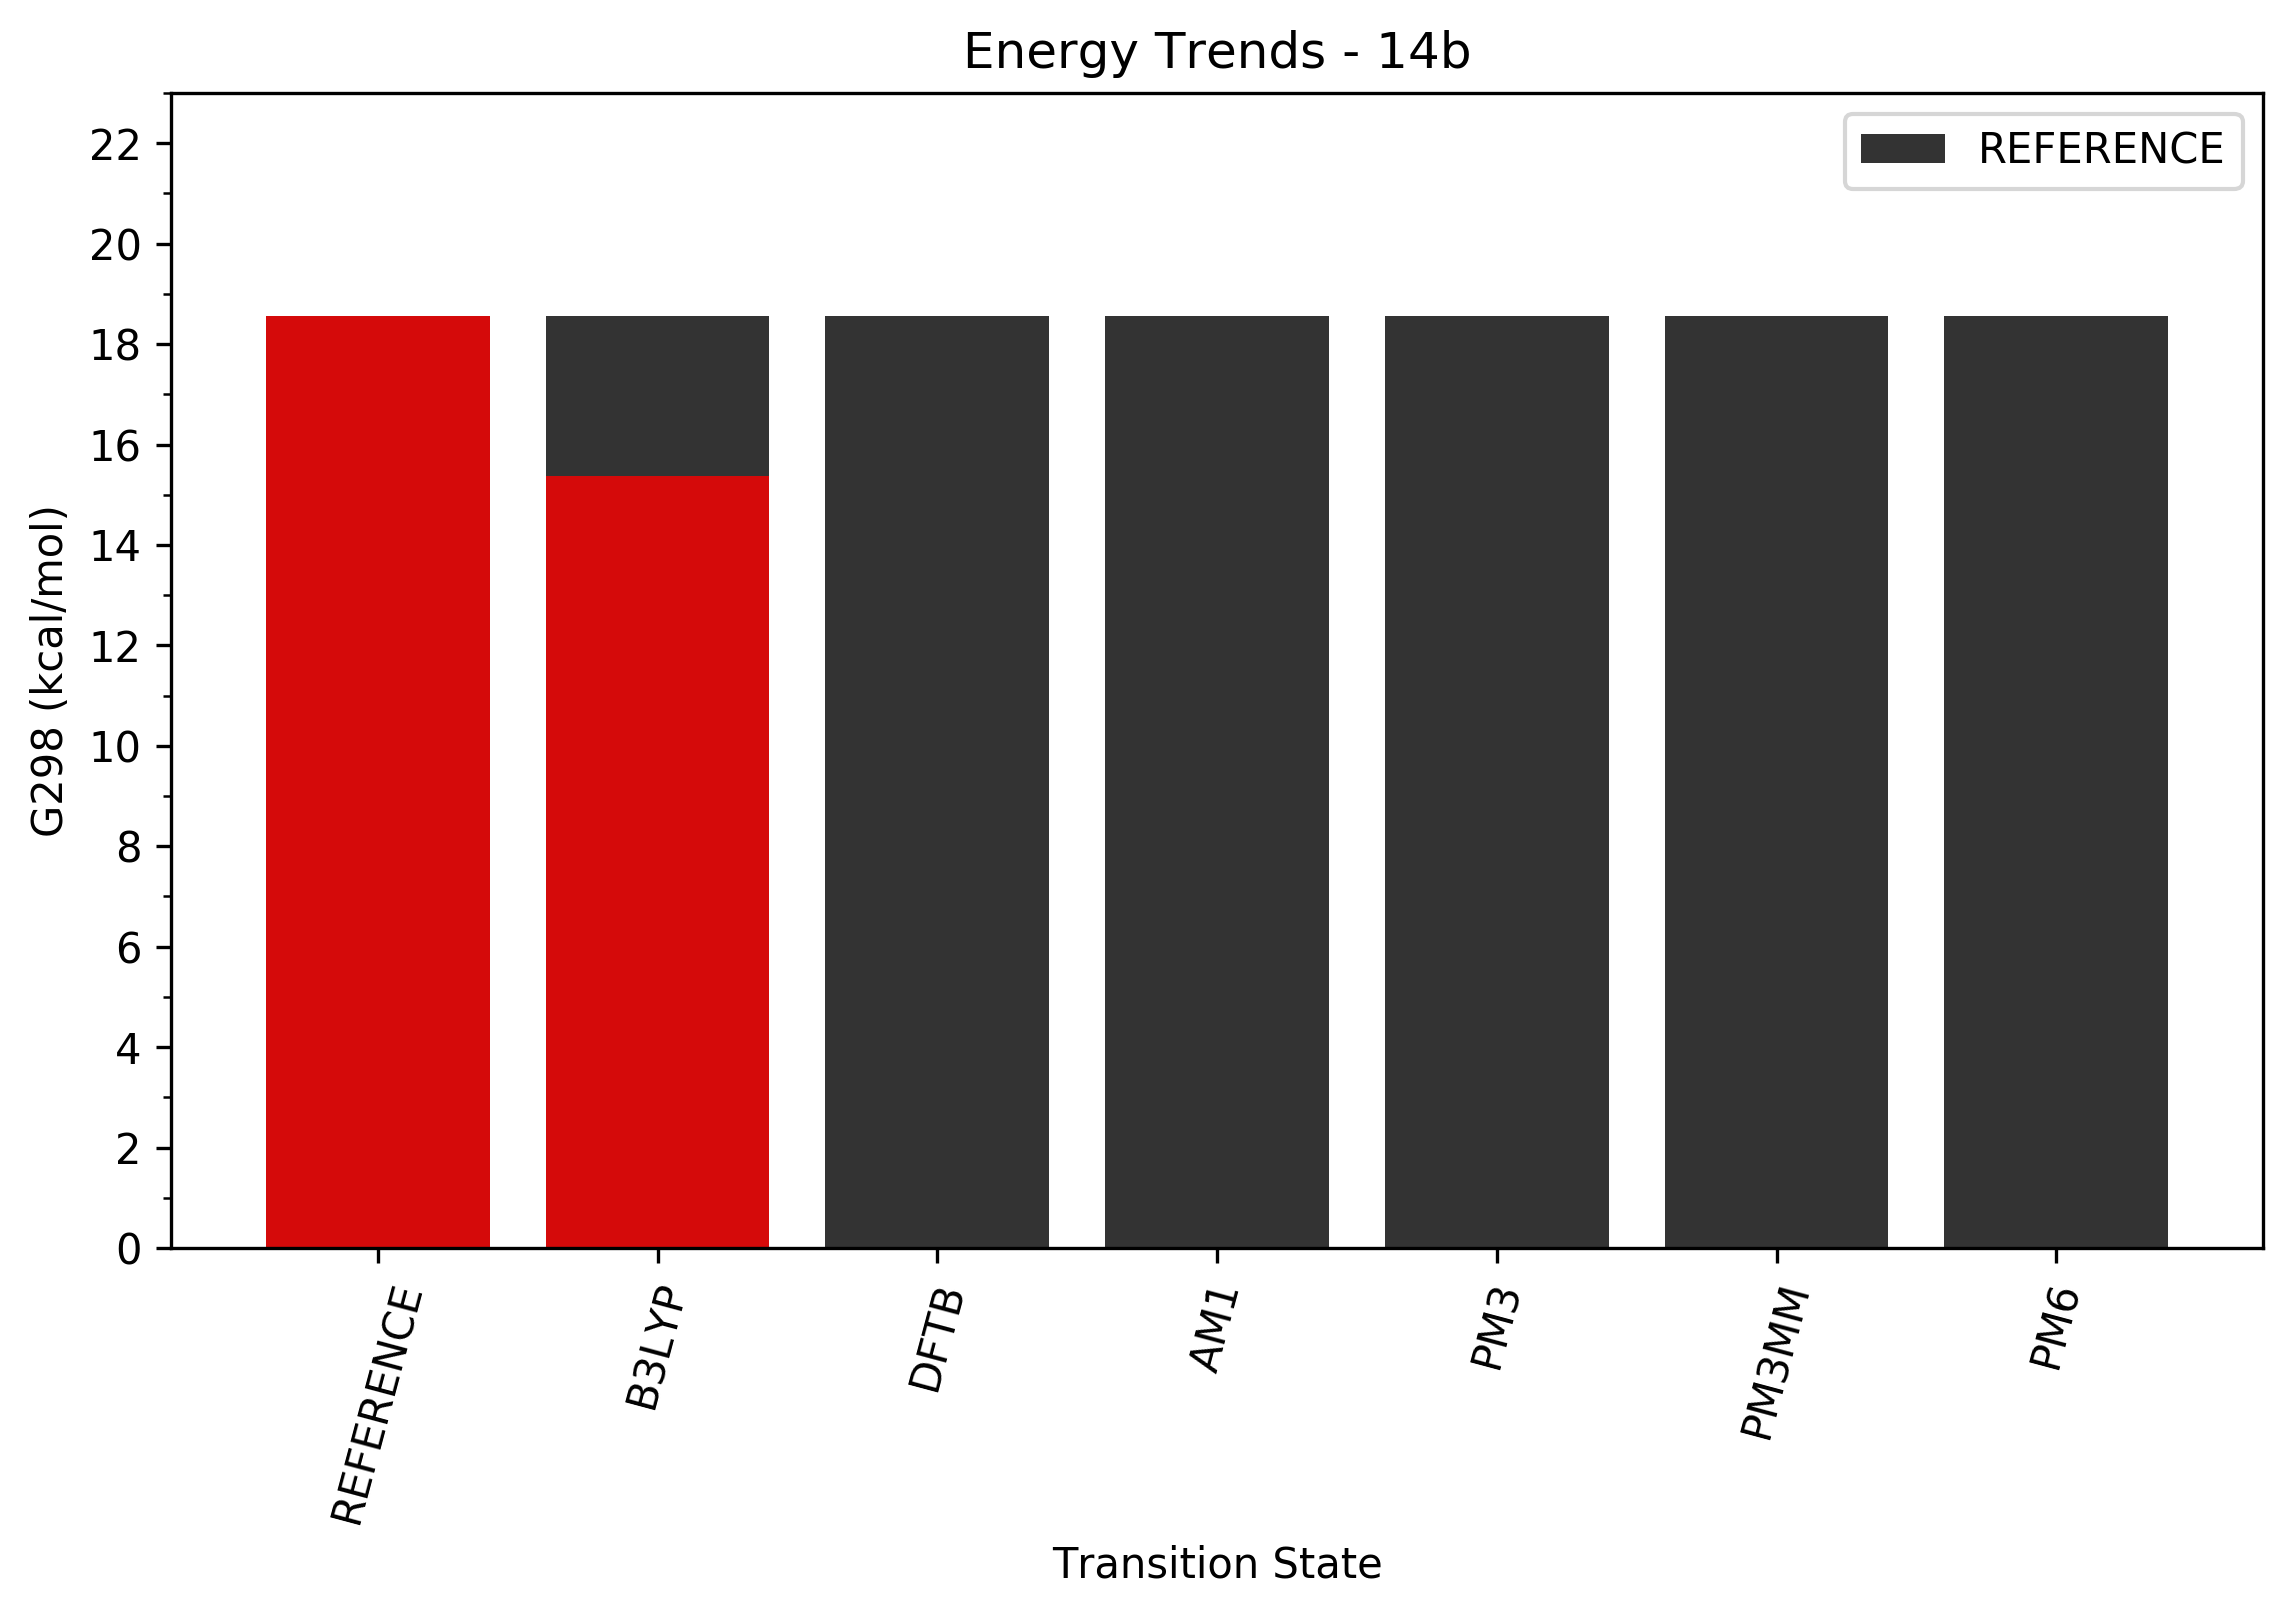 Energy Trends - 14b
REFERENCE
G298 (kcal/mol)
22
20
18
16
14
12
10
8
6
4
2
0
REFERENCE
B3LYP
DFTB
AM1
PM3
PM3MM
PM6
Transition State